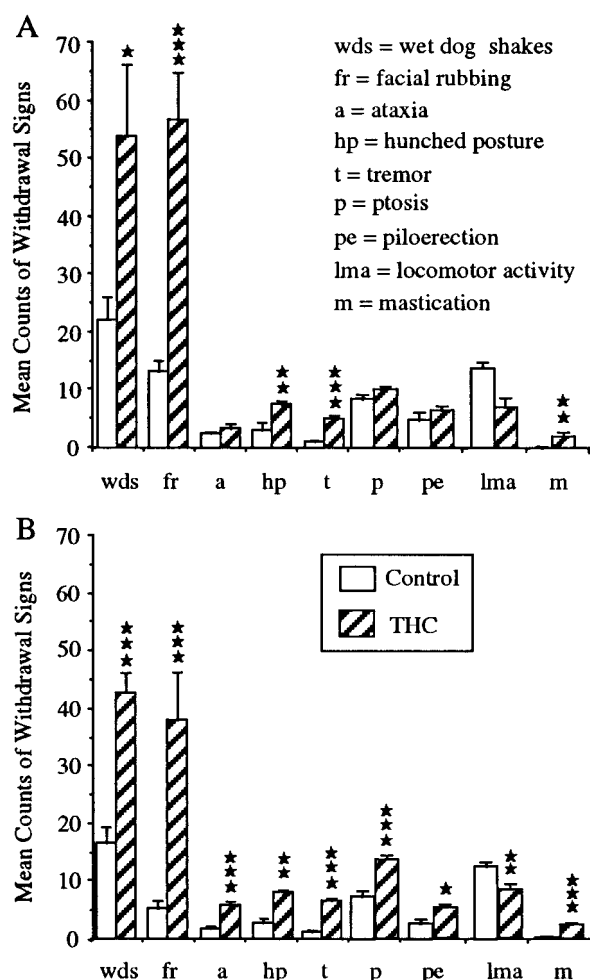 A
70
60
50
40
30
20
10
0
Mean Counts of Withdrawal Signs
wds = wet dog shakes
fr = facial rubbing
a = ataxia
hp = hunched posture
t = tremor
p = ptosis
pe = piloerection
lma = locomotor activity
m = mastication
★
★★★
★★
★★★
★★
wds fr a hp t p pe lma m
B
70
60
50
40
30
20
10
0
Mean Counts of Withdrawal Signs
Control
THC
★★★
★★★
★★★
★★
★★★
★★★
★
★★
★★★
wds fr a hp t p pe lma m